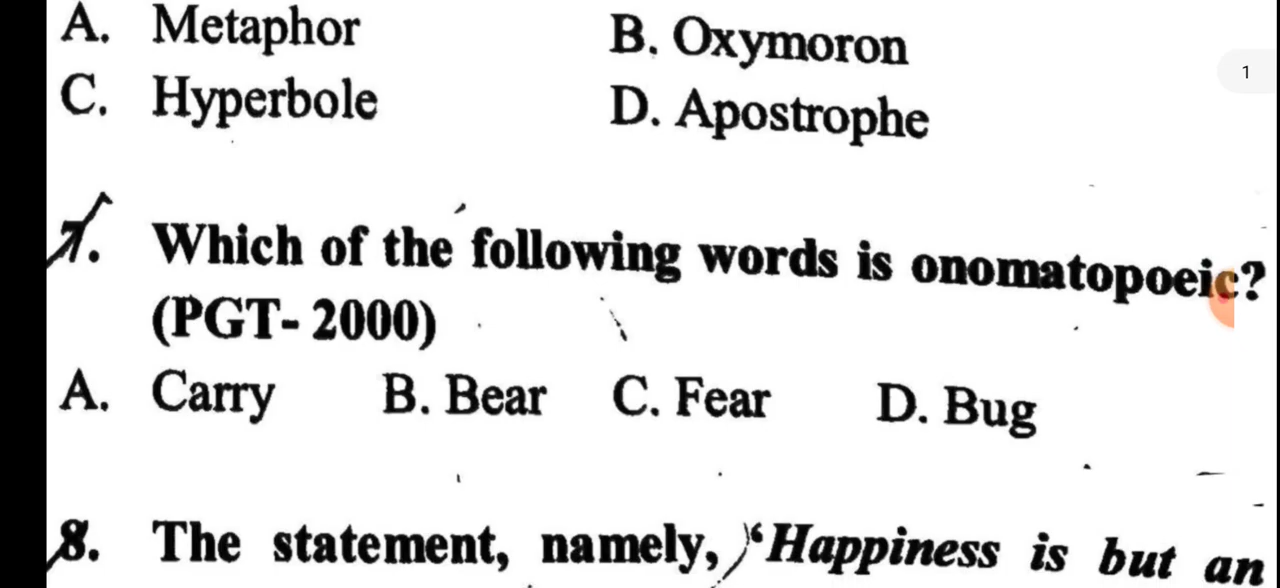 A. Metaphor B. Oxymoron
C. Hyperbole D. Apostrophe
1
7. Which of the following words is onomatopoeic?
(PGT- 2000)
A. Carry B. Bear C. Fear D. Bug
8. The statement, namely, 'Happiness is but an